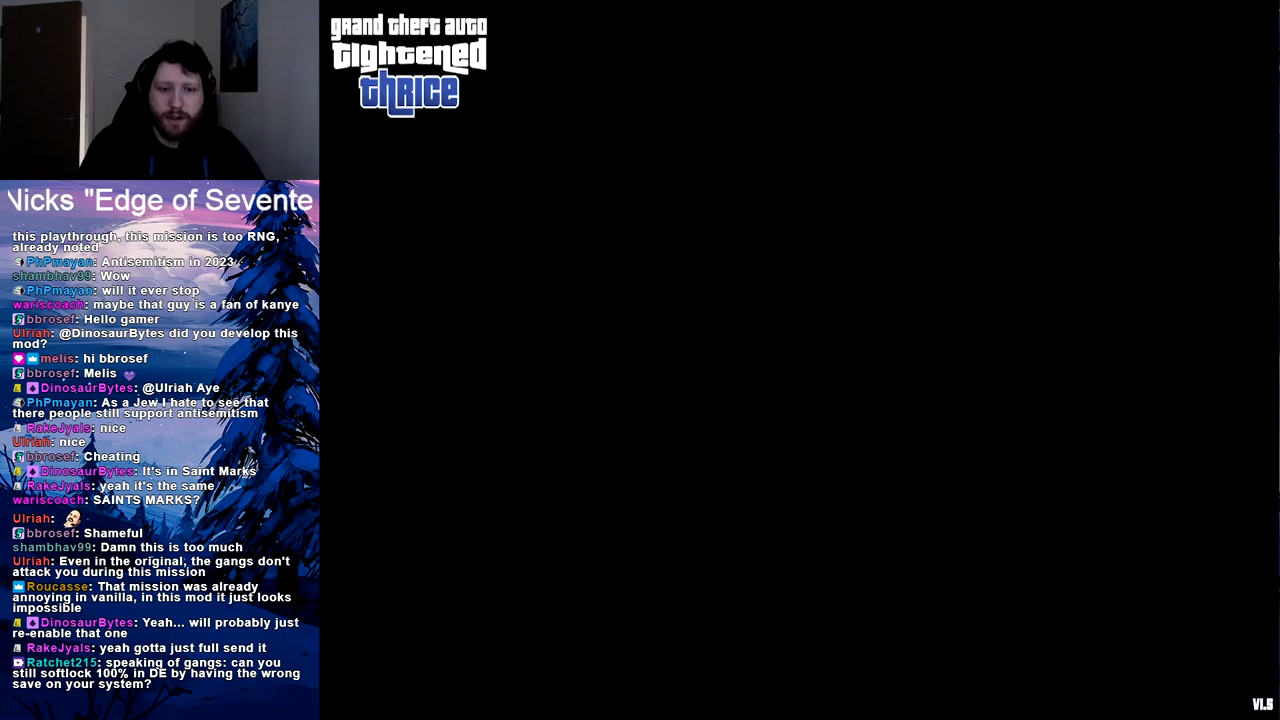 grand theft auto
tightened
thrice
Nicks "Edge of Sevente
this playthrough, this mission is too RNG,
already noted
PhPmayan: Antisemitism in 2023
shambhav99: Wow
PhPmayan: will it ever stop
wariscoach: maybe that guy is a fan of kanye
bbrosef: Hello gamer
Ulriah: @DinosaurBytes did you develop this
mod?
melis: hi bbrosef
bbrosef: Melis
DinosaurBytes: @Ulriah Aye
PhPmayan: As a Jew I hate to see that
there people still support antisemitism
RakeJyals: nice
Ulriah: nice
bbrosef: Cheating
DinosaurBytes: It's in Saint Marks
RakeJyals: yeah it's the same
wariscoach: SAINTS MARKS?
Ulriah:
bbrosef: Shameful
shambhav99: Damn this is too much
Ulriah: Even in the original, the gangs don't
attack you during this mission
Roucasse: That mission was already
annoying in vanilla, in this mod it just looks
impossible
DinosaurBytes: Yeah... will probably just
re-enable that one
RakeJyals: yeah gotta just full send it
Ratchet215: speaking of gangs: can you
still softlock 100% in DE by having the wrong
save on your system?
V1.5